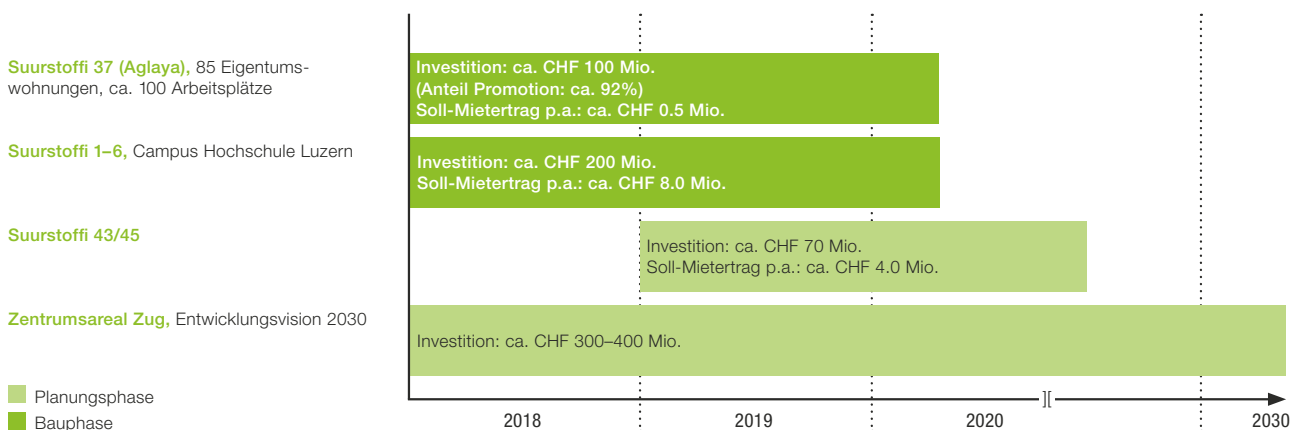 Suurstoffi 37 (Aglaya), 85 Eigentums-
wohnungen, ca. 100 Arbeitsplätze
Investition: ca. CHF 100 Mio.
(Anteil Promotion: ca. 92%)
Soll-Mietertrag p.a.: ca. CHF 0.5 Mio.
Suurstoffi 1–6, Campus Hochschule Luzern
Investition: ca. CHF 200 Mio.
Soll-Mietertrag p.a.: ca. CHF 8.0 Mio.
Suurstoffi 43/45
Investition: ca. CHF 70 Mio.
Soll-Mietertrag p.a.: ca. CHF 4.0 Mio.
Zentrumsareal Zug, Entwicklungsvision 2030
Investition: ca. CHF 300–400 Mio.
Planungsphase
Bauphase
2018 2019 2020 2030